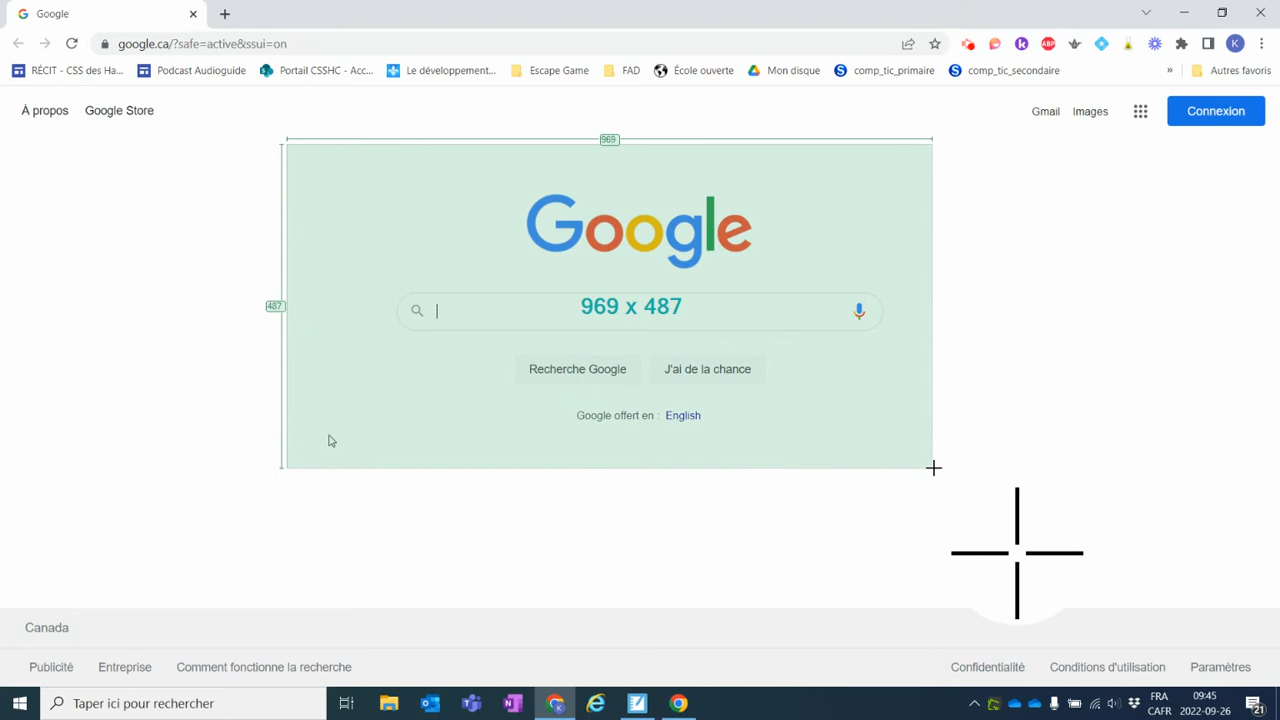 Google
google.ca/?safe=active&ssui=on
ABP
K
RÉCIT - CSS des Ha...
Podcast Audioguide
Portail CSSHC - Acc...
Le développement...
Escape Game
FAD
École ouverte
Mon disque
comp_tic_primaire
comp_tic_secondaire
»
Autres favoris
À propos
Google Store
Gmail
Images
Connexion
969
487
Google
969 x 487
Recherche Google
J'ai de la chance
Google offert en : English
Canada
Publicité
Entreprise
Comment fonctionne la recherche
Confidentialité
Conditions d'utilisation
Paramètres
Taper ici pour rechercher
FRA
CAFR
09:45
2022-09-26
21